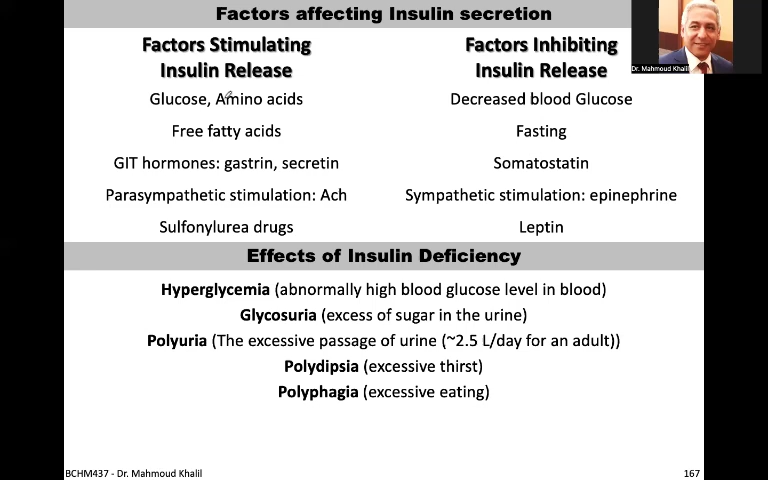 Factors affecting Insulin secretion
Factors Stimulating
Insulin Release
Glucose, Amino acids
Free fatty acids
GIT hormones: gastrin, secretin
Parasympathetic stimulation: Ach
Sulfonylurea drugs
Factors Inhibiting
Insulin Release
Decreased blood Glucose
Fasting
Somatostatin
Sympathetic stimulation: epinephrine
Leptin
Dr. Mahmoud Khalil
Effects of Insulin Deficiency
Hyperglycemia (abnormally high blood glucose level in blood)
Glycosuria (excess of sugar in the urine)
Polyuria (The excessive passage of urine (~2.5 L/day for an adult))
Polydipsia (excessive thirst)
Polyphagia (excessive eating)
BCHM437 - Dr. Mahmoud Khalil
167